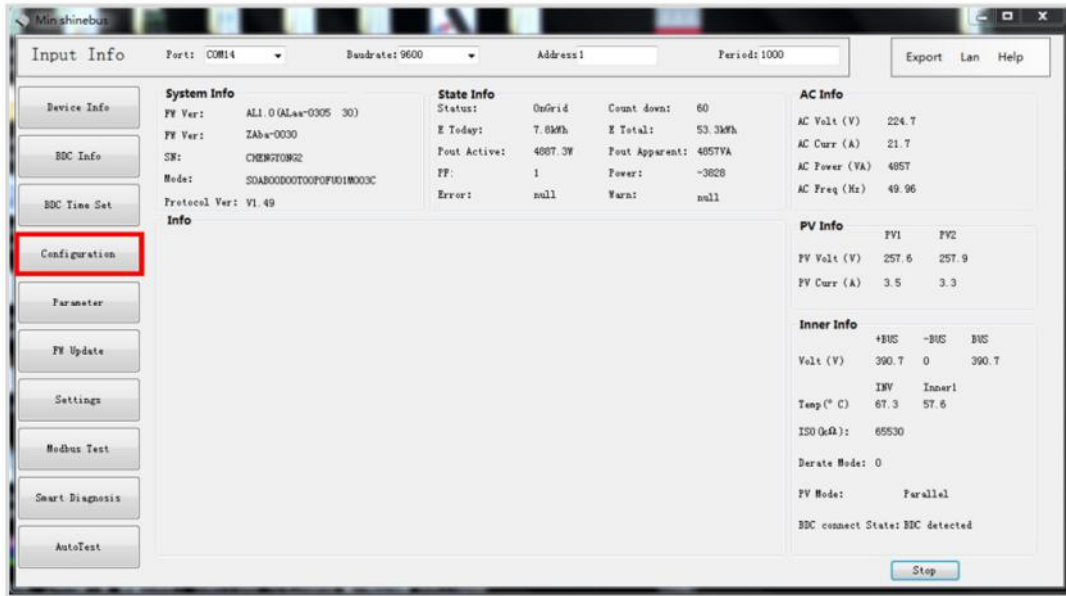 Min shinebus
Input Info
Port: COM14
Baudrate: 9600
Address 1
Period: 1000
Export Lan Help
Device Info
BDC Info
BDC Time Set
Configuration
Parameter
FW Update
Settings
Modbus Test
Smart Diagnosis
AutoTest
System Info
FW Ver: AL1.0(ALaa-0305 30)
FW Ver: ZAba-0030
SN: CHENGTONG2
Mode: S0AB00D00T00P0FU01M003C
Protocol Ver: V1.49
State Info
Status: OnGrid Count down: 60
E Today: 7.8kWh E Total: 53.3kWh
Pout Active: 4887.3W Pout Apparent: 4857VA
PF: 1 Power: -3828
Error: null Warn: null
Info
AC Info
AC Volt (V) 224.7
AC Curr (A) 21.7
AC Power (VA) 4857
AC Freq (Hz) 49.96
PV Info
PV1 PV2
PV Volt (V) 257.6 257.9
PV Curr (A) 3.5 3.3
Inner Info
+BUS -BUS BUS
Volt (V) 390.7 0 390.7
INV Inner1
Temp(° C) 67.3 57.6
ISO(kΩ): 65530
Derate Mode: 0
PV Mode: Parallel
BDC connect State: BDC detected
Stop